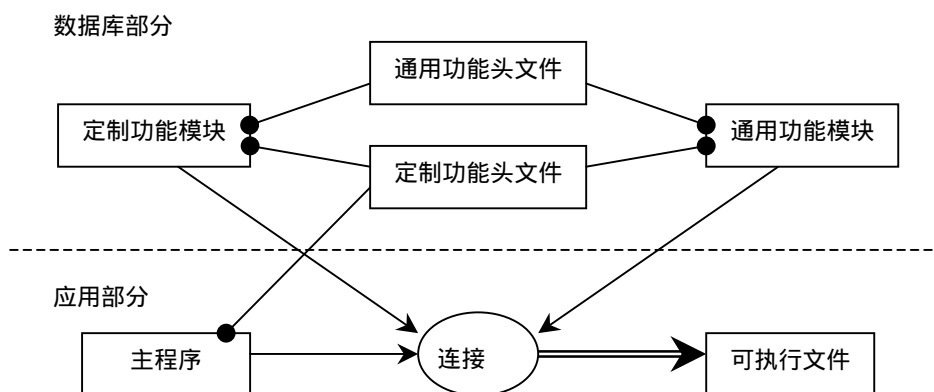 数据库部分
通用功能头文件
定制功能模块
通用功能模块
定制功能头文件
应用部分
主程序
连接
可执行文件